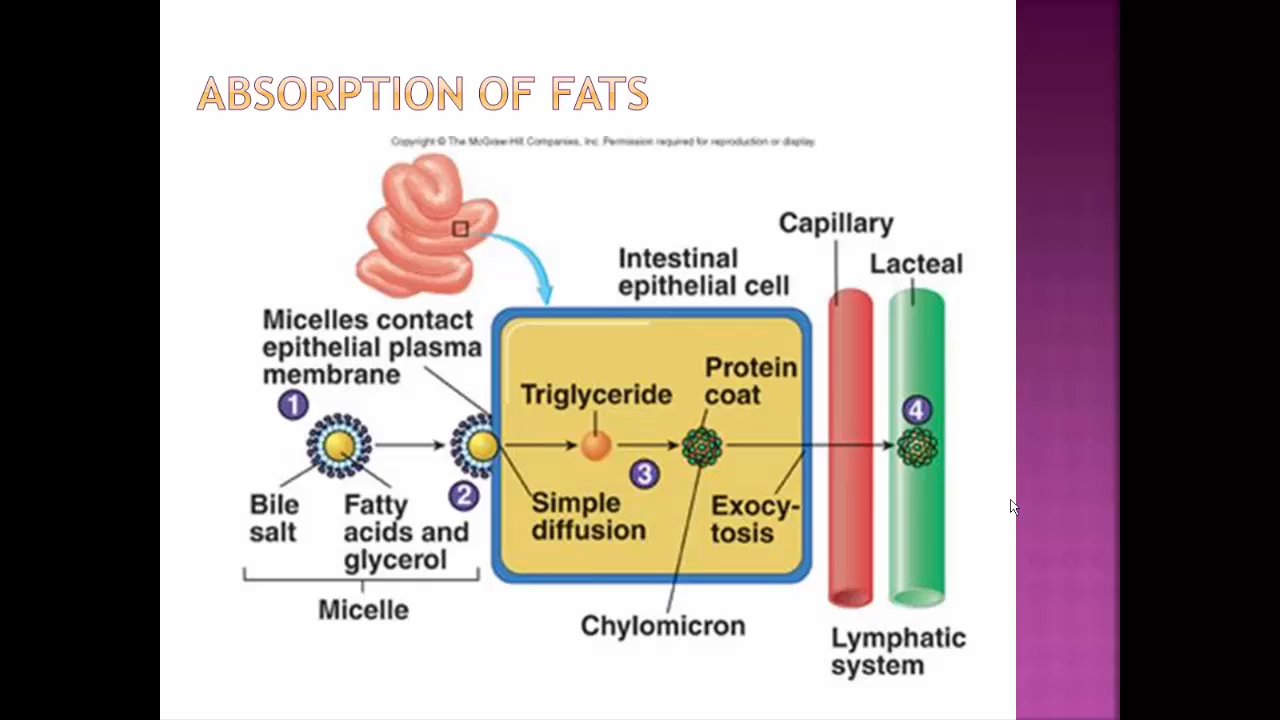 ABSORPTION OF FATS
Copyright © The McGraw-Hill Companies, Inc. Permission required for reproduction or display.
Capillary
Lacteal
Intestinal
epithelial cell
Micelles contact
epithelial plasma
membrane
Protein
coat
Triglyceride
1
4
3
2
Bile
salt
Fatty
acids and
glycerol
Simple
diffusion
Exocy-
tosis
Micelle
Chylomicron
Lymphatic
system